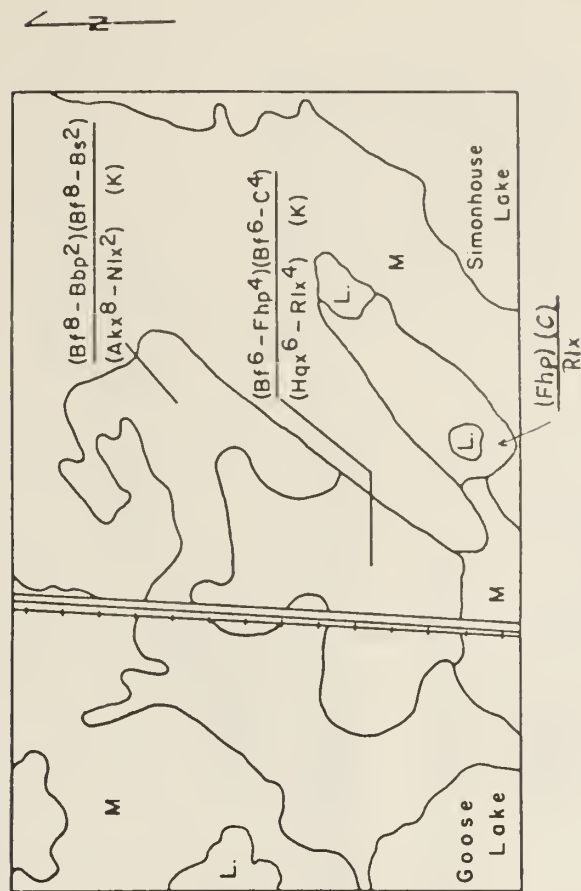 N
(Bf⁸-Bbp²)(Bf⁸-Bs²)
(Akx⁸-Nlx²) (K)
(Bf⁶-Fhp⁴)(Bf⁶-C⁴)
(Hqx⁶-Rlx⁴) (K)
M
M
L.
L.
L.
M
Goose
Lake
Simonhouse
Lake
(Fhp)(C)
Rlx